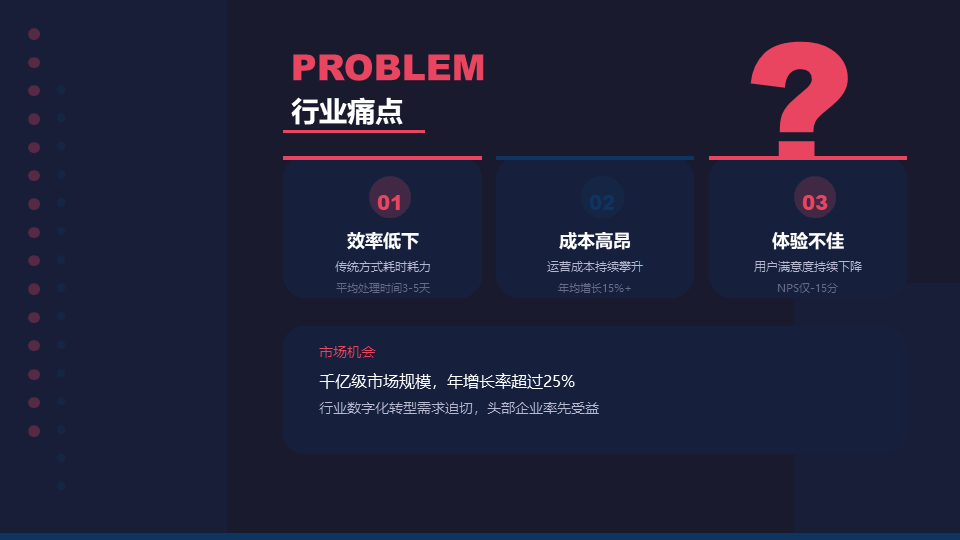 PROBLEM
?
行业痛点
01
效率低下
传统方式耗时耗力
平均处理时间3-5天
02
成本高昂
运营成本持续攀升
年均增长15%+
03
体验不佳
用户满意度持续下降
NPS仅-15分
市场机会
千亿级市场规模，年增长率超过25%
行业数字化转型需求迫切，头部企业率先受益